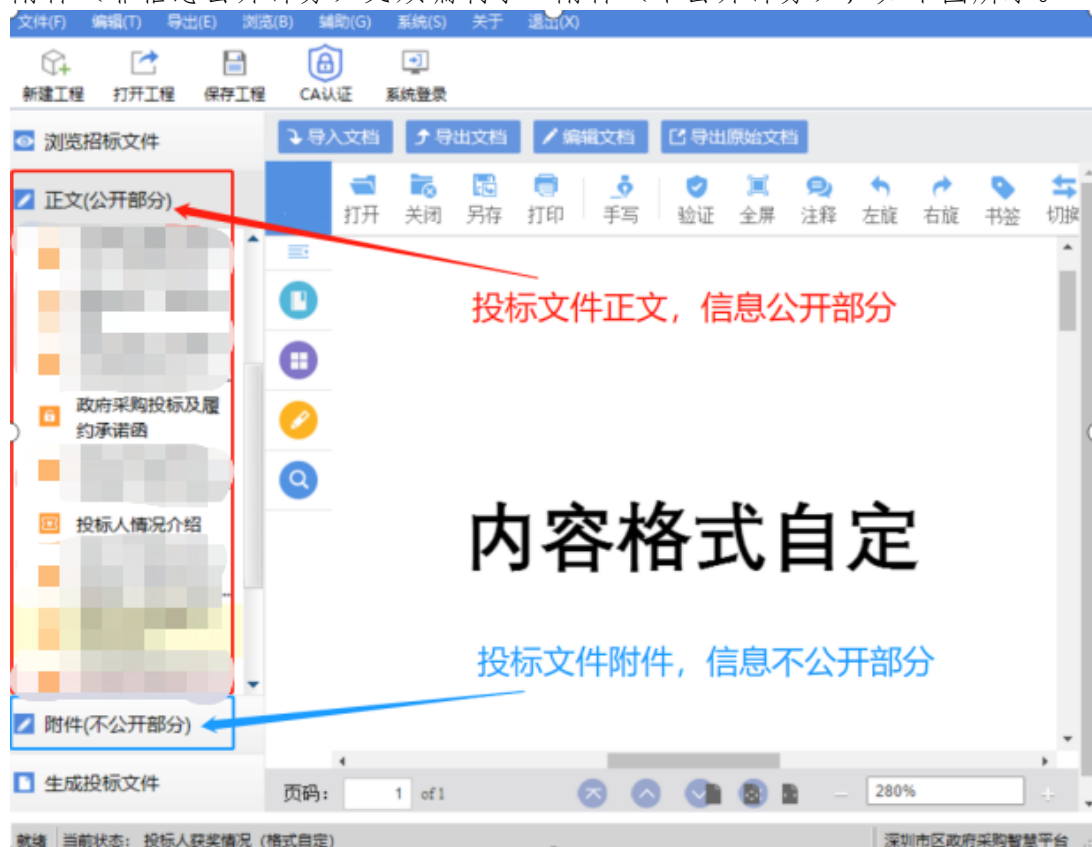 文件(F) 编辑(T) 导出(E) 浏览(B) 辅助(G) 系统(S) 关于 退出(X)
新建工程 打开工程 保存工程 CA认证 系统登录
浏览招标文件
导入文档 导出文档 编辑文档 导出原始文档
正文(公开部分)
打开 关闭 另存 打印 手写 验证 全屏 注释 左旋 右旋 书签 切换
投标文件正文，信息公开部分
政府采购投标及履
约承诺函
投标人情况介绍
内容格式自定
投标文件附件，信息不公开部分
附件(不公开部分)
生成投标文件
页码: 1 of 1 280%
就绪 当前状态: 投标人获奖情况 (格式自定) 深圳市区政府采购智慧平台